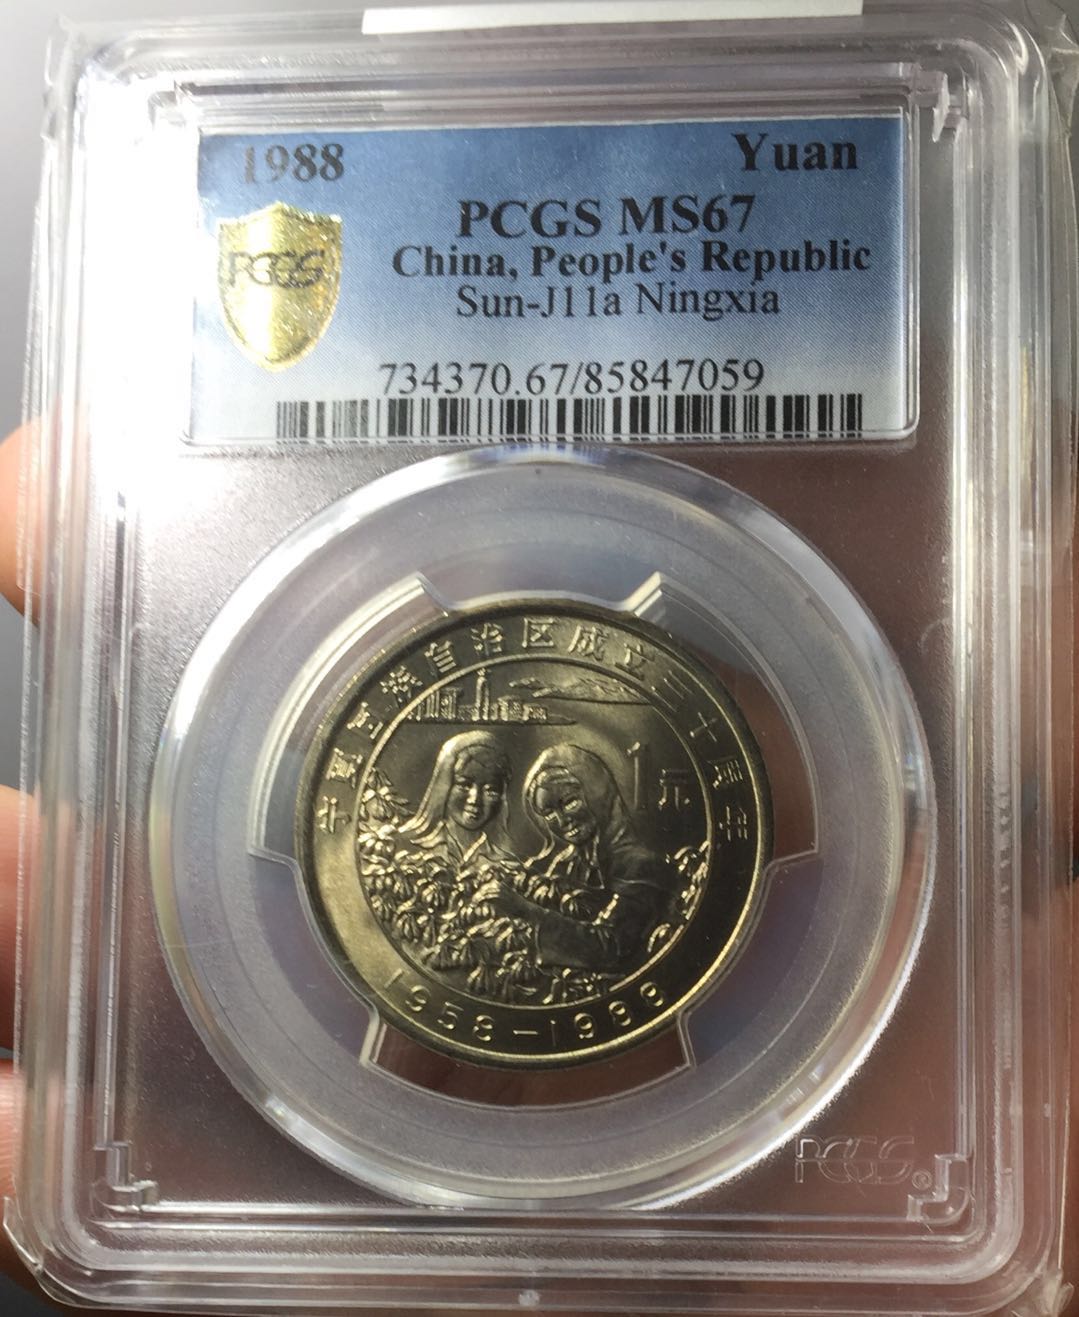 1988 Yuan
PCGS
PCGS MS67
China, People's Republic
Sun-J11a Ningxia
734370.67/85847059
宁夏回族自治区成立三十周年
1元
1958-1988
PCGS®